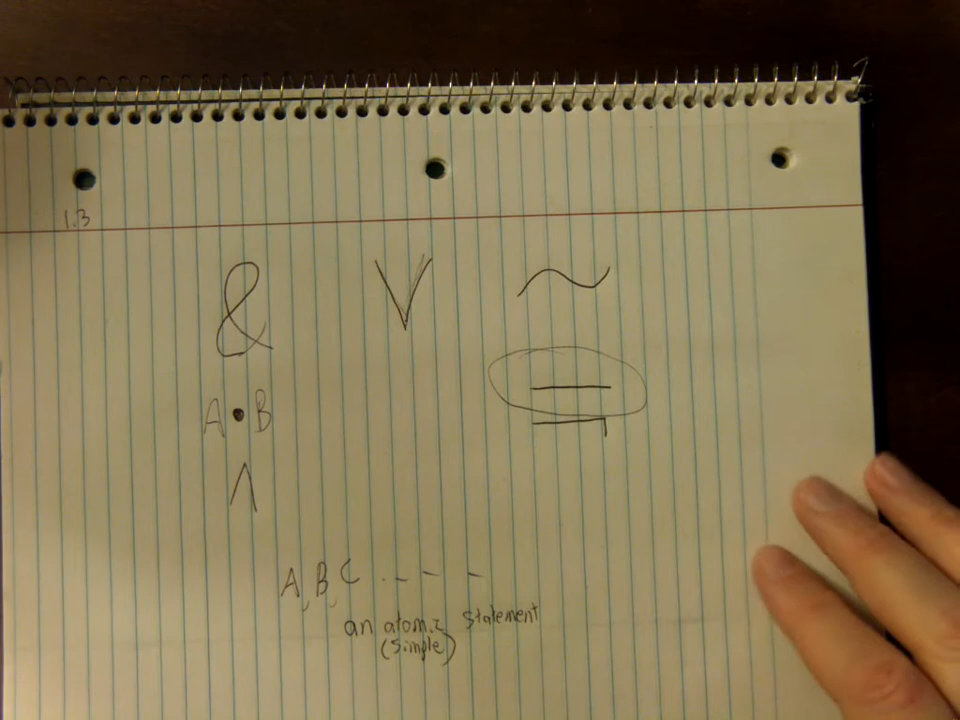 1.3
& V ~
A • B —
¬
∧
A, B, C . – – –
an atomic statement
(simple)